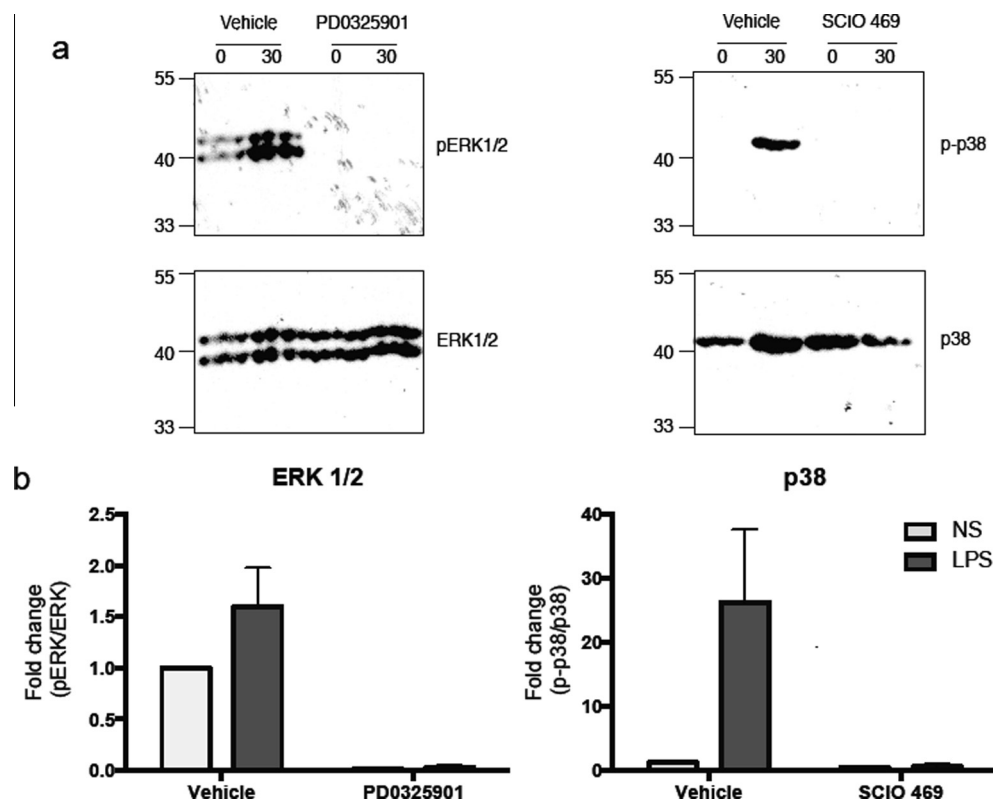 a
Vehicle PD0325901
0 30 0 30
55
40
33
pERK1/2
55
40
33
ERK1/2
Vehicle SCIO 469
0 30 0 30
55
40
33
p-p38
55
40
33
p38
b
ERK 1/2
Fold change
(pERK/ERK)
2.5
2.0
1.5
1.0
0.5
0.0
Vehicle PD0325901
p38
Fold change
(p-p38/p38)
40
30
20
10
0
NS
LPS
Vehicle SCIO 469